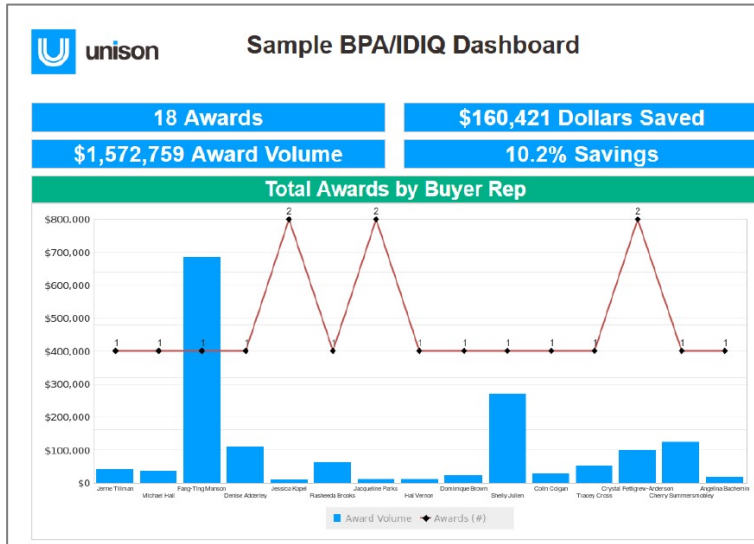 unison
Sample BPA/IDIQ Dashboard
18 Awards
$160,421 Dollars Saved
$1,572,759 Award Volume
10.2% Savings
Total Awards by Buyer Rep
$800,000
$700,000
$600,000
$500,000
$400,000
$300,000
$200,000
$100,000
$0
1 1 1 1 2 1 2 1 1 1 1 1 2 1 1
Fang-Ting Manson
Jessica Kapel
Jacqueline Parks
Dominique Brown
Colin Colgan
Crystal Pettigrew-Anderson
Michael Hall
Denise Adderley
Rasheeda Brooks
Hal Vernon
Shelly Julien
Tracey Cross
Cherry Summersmobley
Award Volume Awards (#)